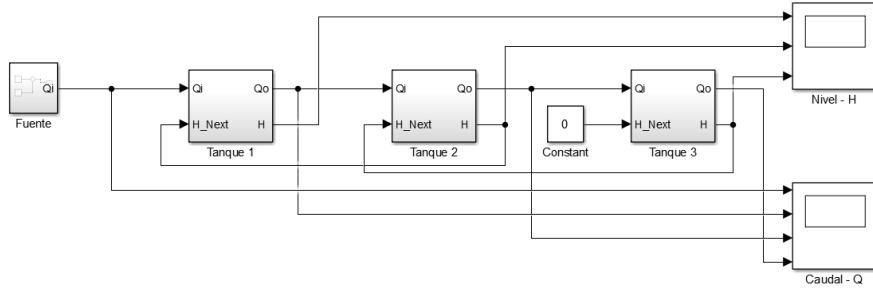 Nivel - H
Qi
Fuente
Qi
Qo
H_Next
H
Tanque 1
Qi
Qo
H_Next
H
Tanque 2
0
Constant
Qi
Qo
H_Next
H
Tanque 3
Caudal - Q